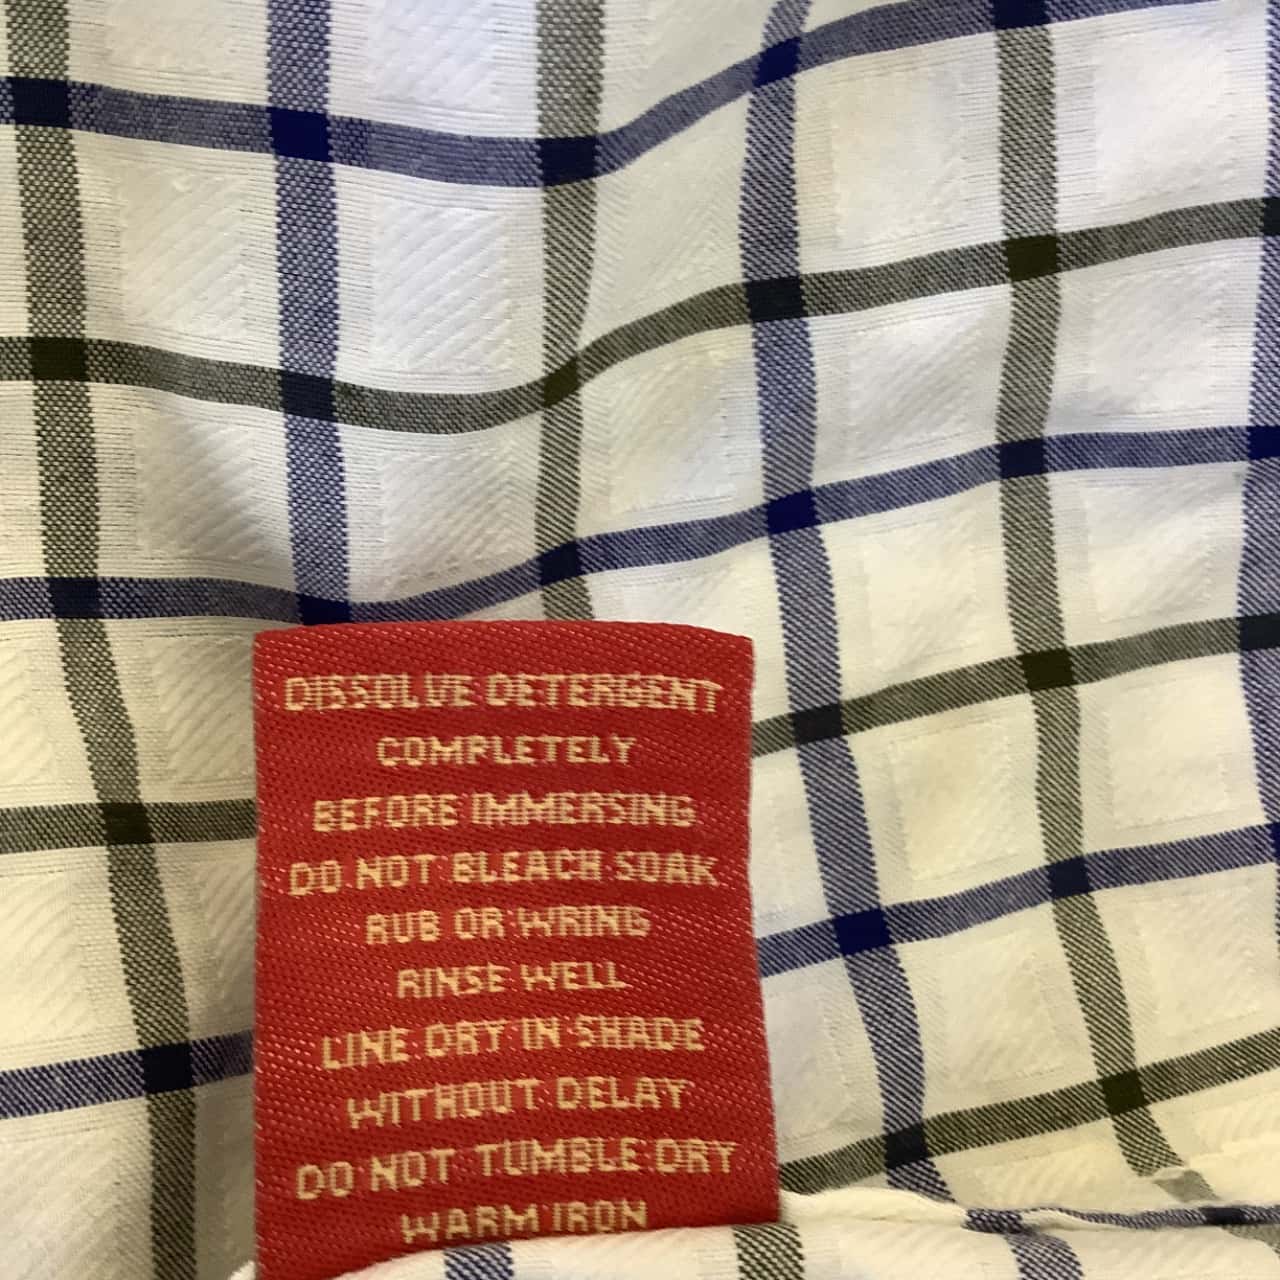 DISSOLVE DETERGENT
COMPLETELY
BEFORE IMMERSING
DO NOT BLEACH SOAK
RUB OR WRING
RINSE WELL
LINE DRY IN SHADE
WITHOUT DELAY
DO NOT TUMBLE DRY
WARM IRON